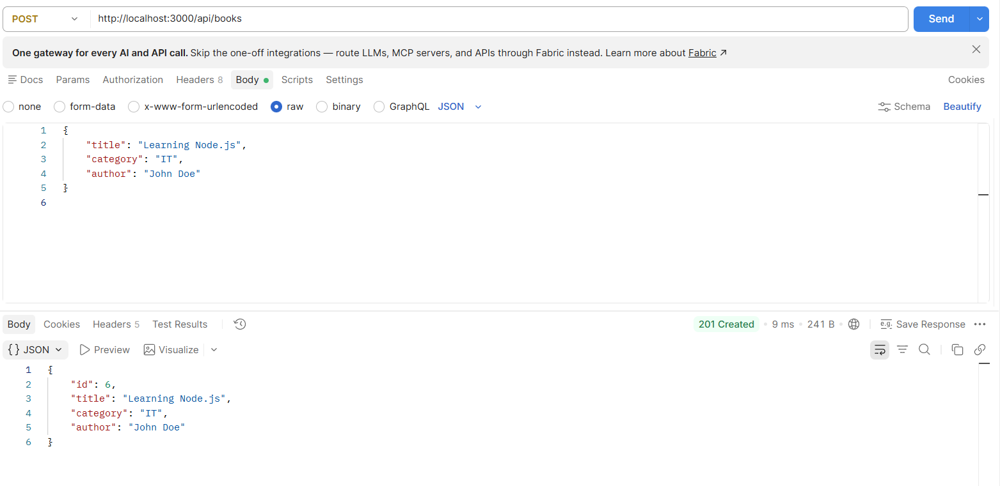 POST http://localhost:3000/api/books Send
One gateway for every AI and API call. Skip the one-off integrations — route LLMs, MCP servers, and APIs through Fabric instead. Learn more about Fabric ↗
Docs Params Authorization Headers 8 Body Scripts Settings Cookies
none form-data x-www-form-urlencoded raw binary GraphQL JSON Schema Beautify
1 {
2 "title": "Learning Node.js",
3 "category": "IT",
4 "author": "John Doe"
5 }
6
Body Cookies Headers 5 Test Results 201 Created • 9 ms • 241 B • e.g. Save Response
{} JSON Preview Visualize
1 {
2 "id": 6,
3 "title": "Learning Node.js",
4 "category": "IT",
5 "author": "John Doe"
6 }